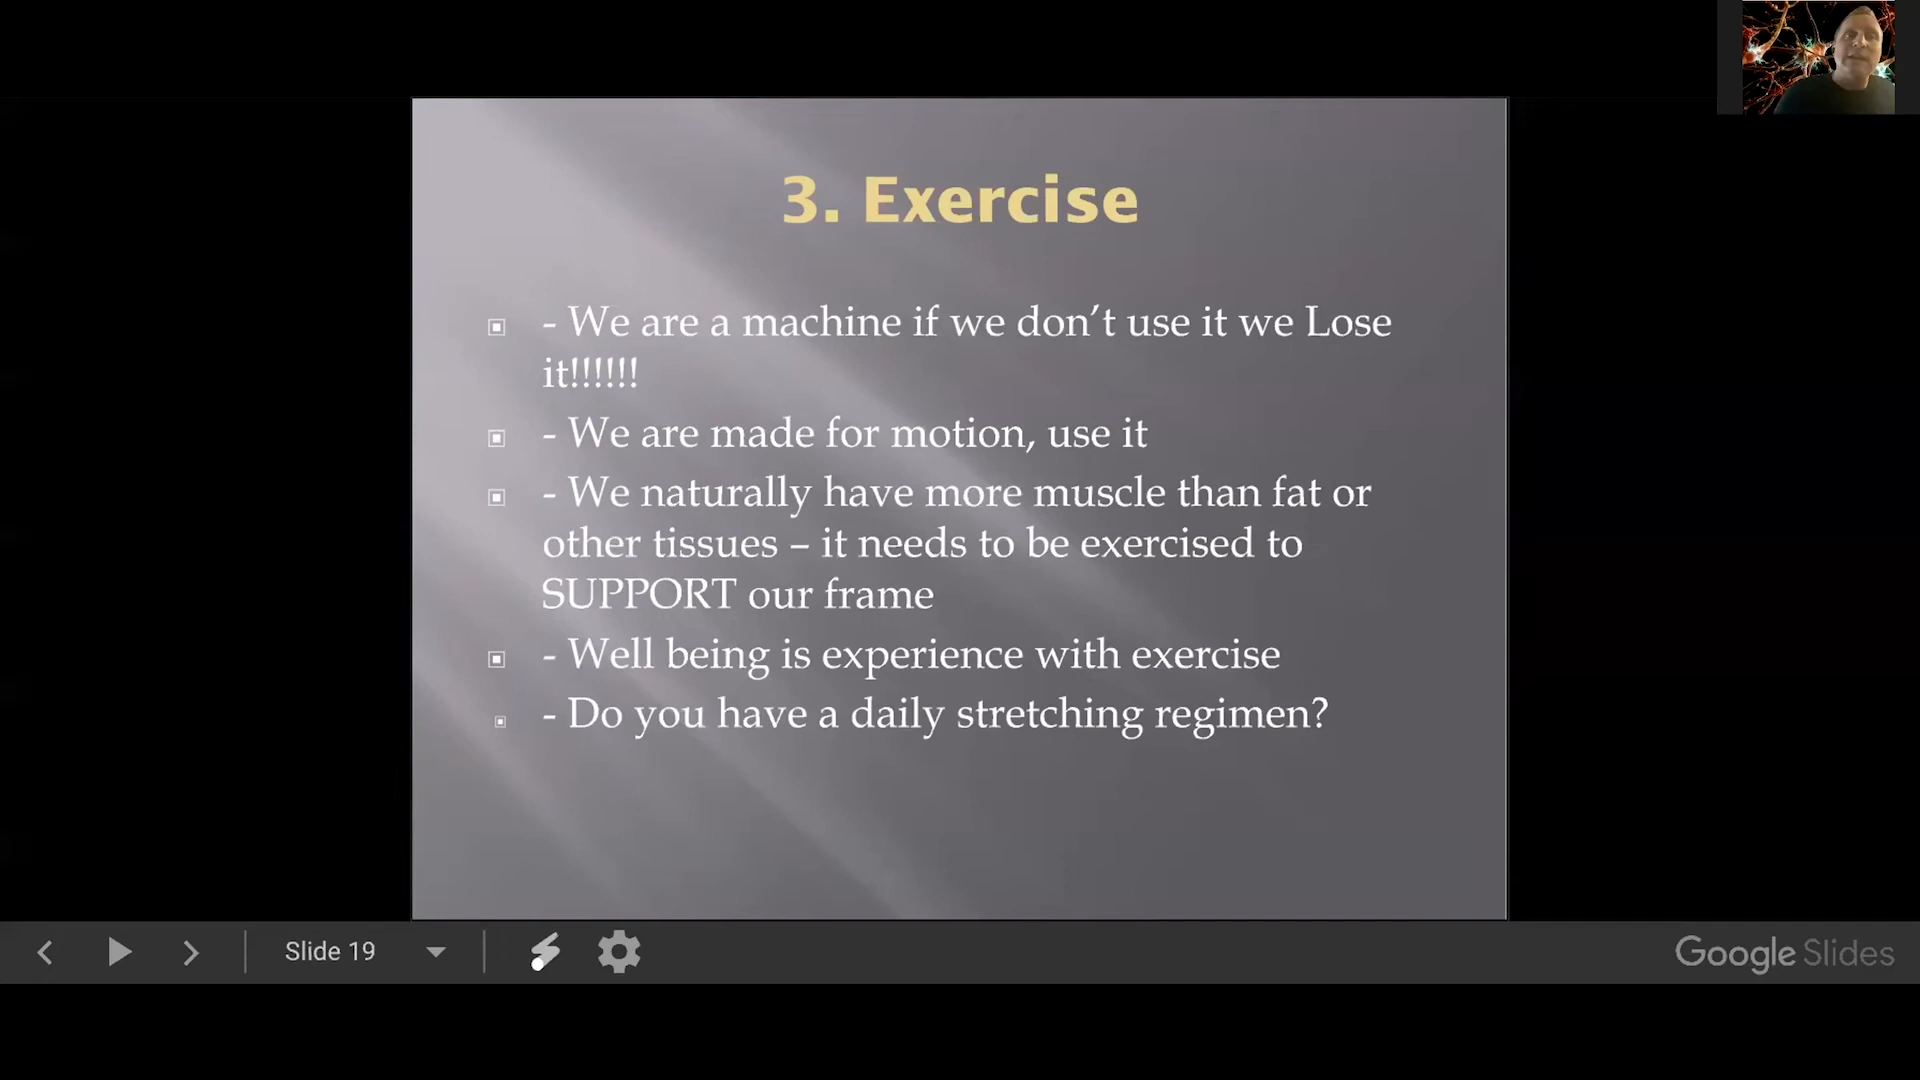 3. Exercise
- We are a machine if we don’t use it we Lose
it!!!!!!
- We are made for motion, use it
- We naturally have more muscle than fat or
other tissues – it needs to be exercised to
SUPPORT our frame
- Well being is experience with exercise
- Do you have a daily stretching regimen?
Slide 19
Google Slides